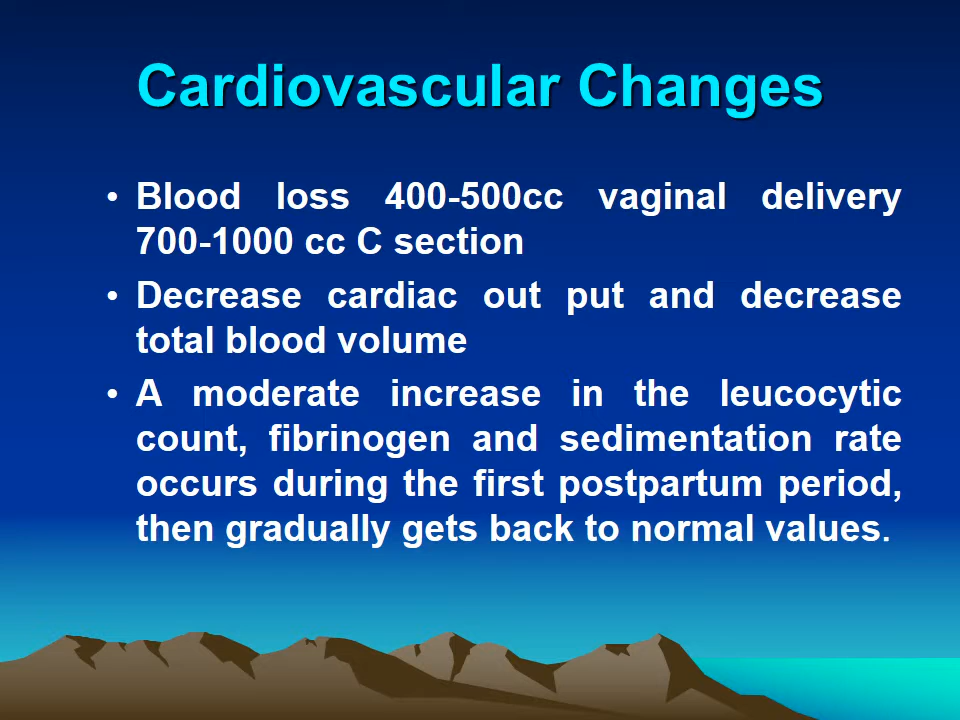 Cardiovascular Changes
• Blood loss 400-500cc vaginal delivery
700-1000 cc C section
• Decrease cardiac out put and decrease
total blood volume
• A moderate increase in the leucocytic
count, fibrinogen and sedimentation rate
occurs during the first postpartum period,
then gradually gets back to normal values.